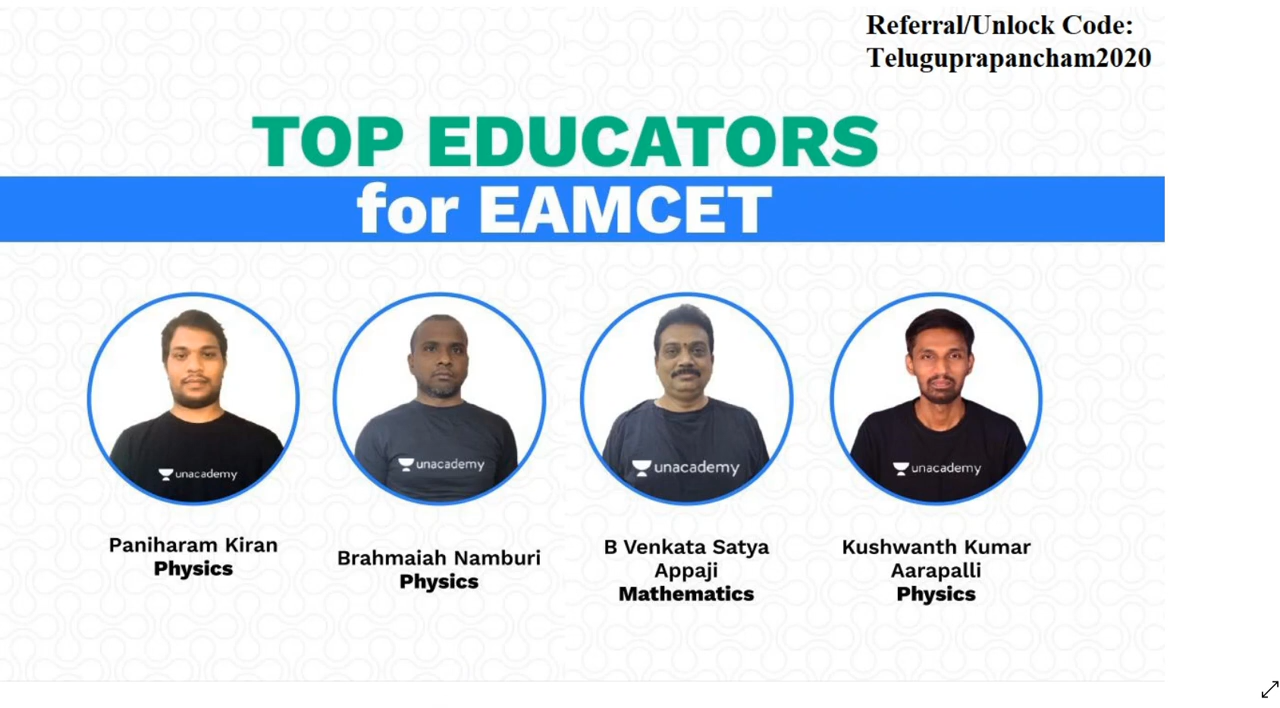 Referral/Unlock Code:
Teluguprapancham2020
TOP EDUCATORS
for EAMCET
unacademy
unacademy
unacademy
unacademy
Paniharam Kiran
Physics
Brahmaiah Namburi
Physics
B Venkata Satya
Appaji
Mathematics
Kushwanth Kumar
Aarapalli
Physics